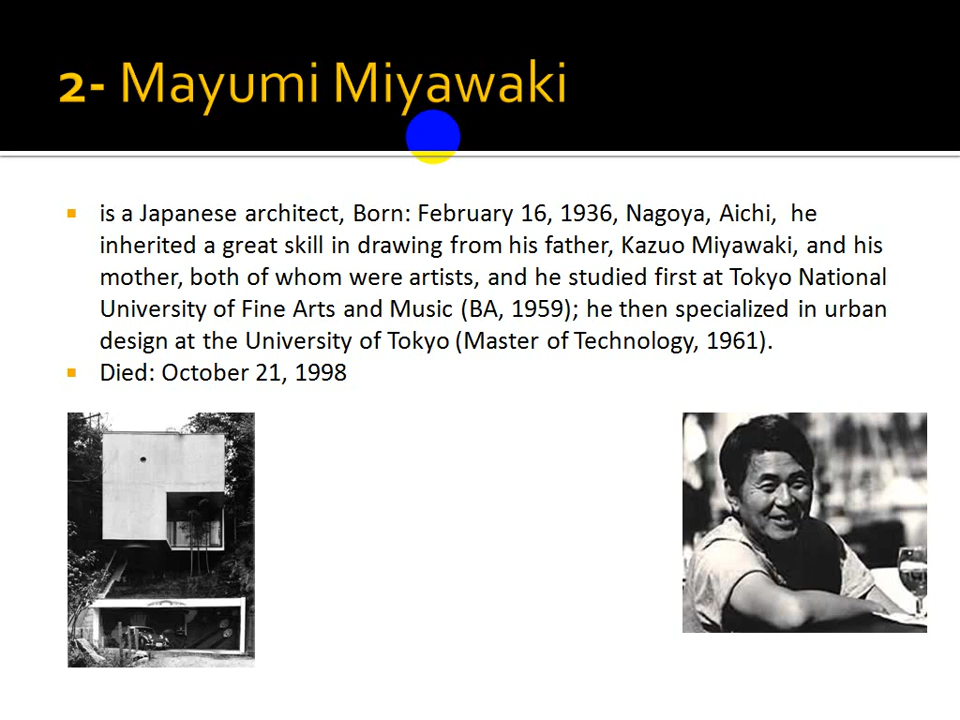 2- Mayumi Miyawaki
is a Japanese architect, Born: February 16, 1936, Nagoya, Aichi,  he
inherited a great skill in drawing from his father, Kazuo Miyawaki, and his
mother, both of whom were artists, and he studied first at Tokyo National
University of Fine Arts and Music (BA, 1959); he then specialized in urban
design at the University of Tokyo (Master of Technology, 1961).
Died: October 21, 1998